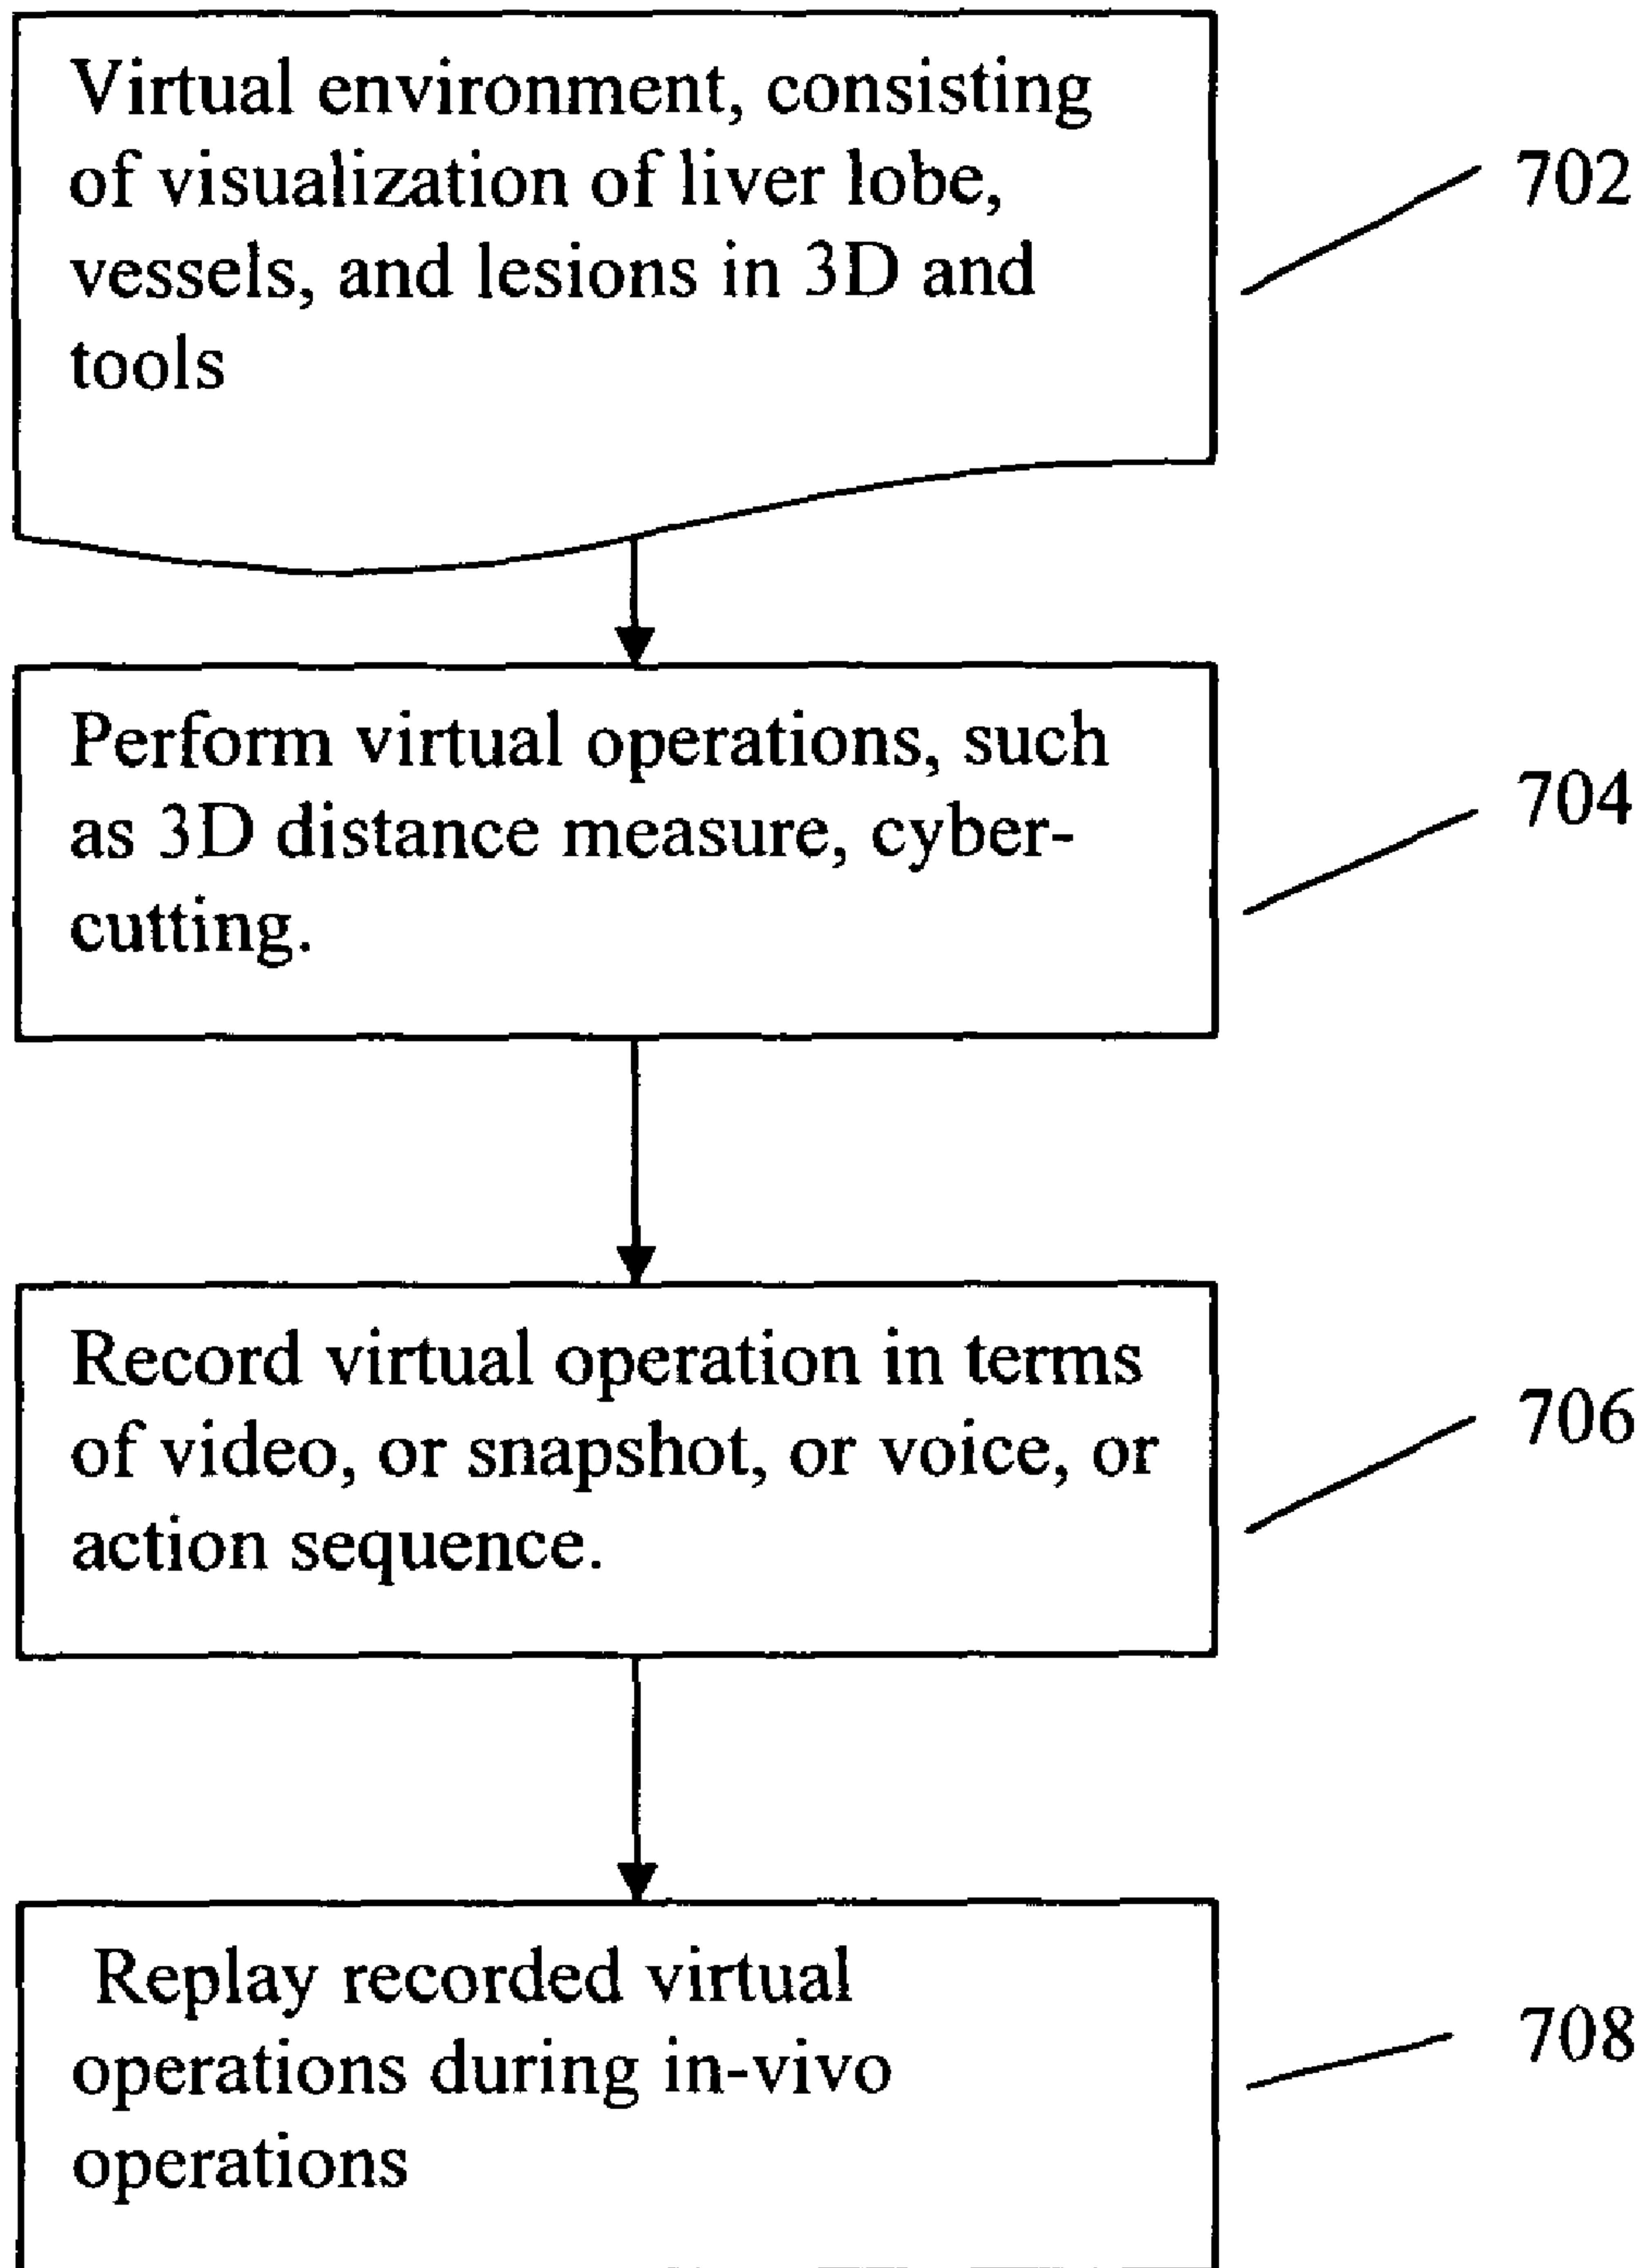 Virtual environment, consisting
of visualization of liver lobe,
vessels, and lesions in 3D and
tools
702
Perform virtual operations, such
as 3D distance measure, cyber-
cutting.
704
Record virtual operation in terms
of video, or snapshot, or voice, or
action sequence.
706
Replay recorded virtual
operations during in-vivo
operations
708